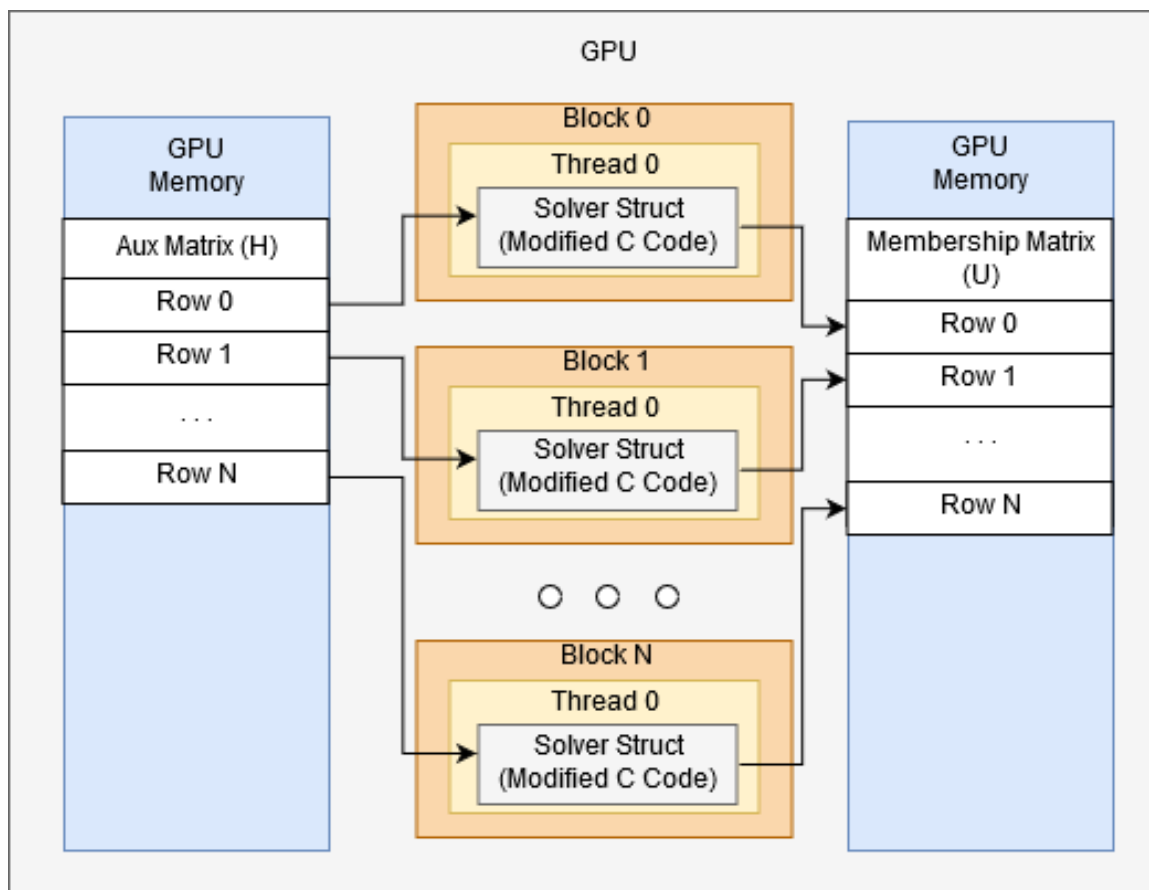 GPU
GPU
Memory
Aux Matrix (H)
Row 0
Row 1
. . .
Row N
Block 0
Thread 0
Solver Struct
(Modified C Code)
Block 1
Thread 0
Solver Struct
(Modified C Code)
Block N
Thread 0
Solver Struct
(Modified C Code)
GPU
Memory
Membership Matrix
(U)
Row 0
Row 1
. . .
Row N